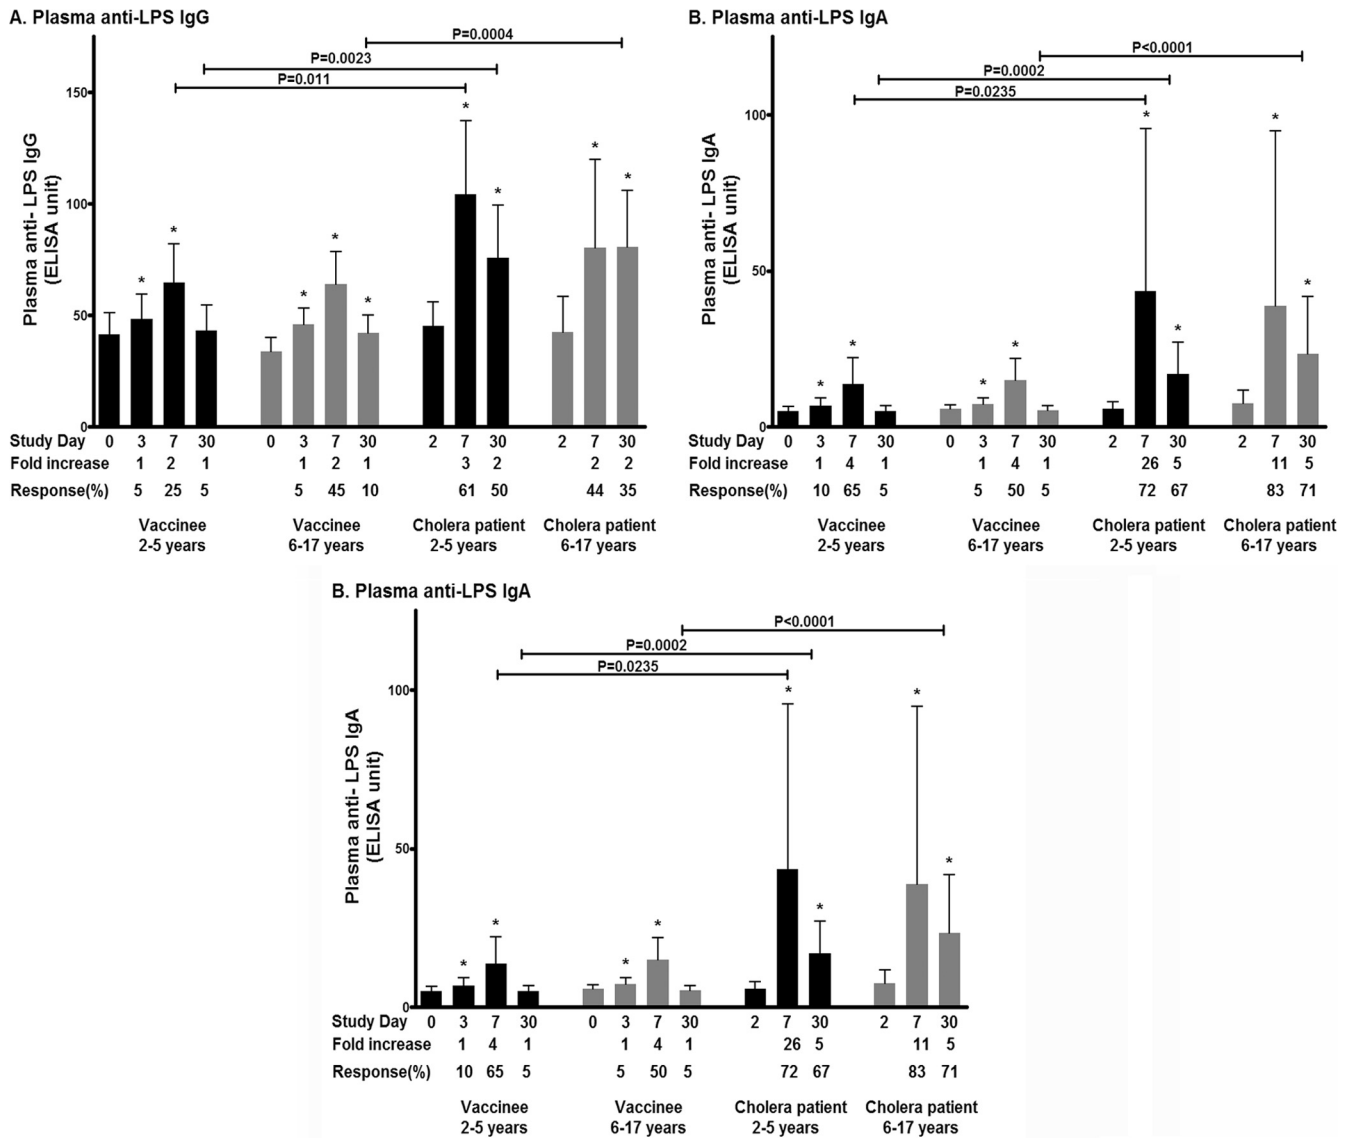 A. Plasma anti-LPS IgG
P=0.0004
P=0.0023
P=0.011
150
100
50
0
Plasma anti- LPS IgG
(ELISA unit)
* * * * * * * * *
Study Day 0 3 7 30 0 3 7 30 2 7 30 2 7 30
Fold increase 1 2 1 1 2 1 3 2 2 2
Response(%) 5 25 5 5 45 10 61 50 44 35
Vaccinee Vaccinee Cholera patient Cholera patient
2-5 years 6-17 years 2-5 years 6-17 years
B. Plasma anti-LPS IgA
P<0.0001
P=0.0002
P=0.0235
100
50
0
Plasma anti- LPS IgA
(ELISA unit)
* * * * * * * *
Study Day 0 3 7 30 0 3 7 30 2 7 30 2 7 30
Fold increase 1 4 1 1 4 1 26 5 11 5
Response(%) 10 65 5 5 50 5 72 67 83 71
Vaccinee Vaccinee Cholera patient Cholera patient
2-5 years 6-17 years 2-5 years 6-17 years
B. Plasma anti-LPS IgA
P<0.0001
P=0.0002
P=0.0235
100
50
0
Plasma anti- LPS IgA
(ELISA unit)
* * * * * * * *
Study Day 0 3 7 30 0 3 7 30 2 7 30 2 7 30
Fold increase 1 4 1 1 4 1 26 5 11 5
Response(%) 10 65 5 5 50 5 72 67 83 71
Vaccinee Vaccinee Cholera patient Cholera patient
2-5 years 6-17 years 2-5 years 6-17 years